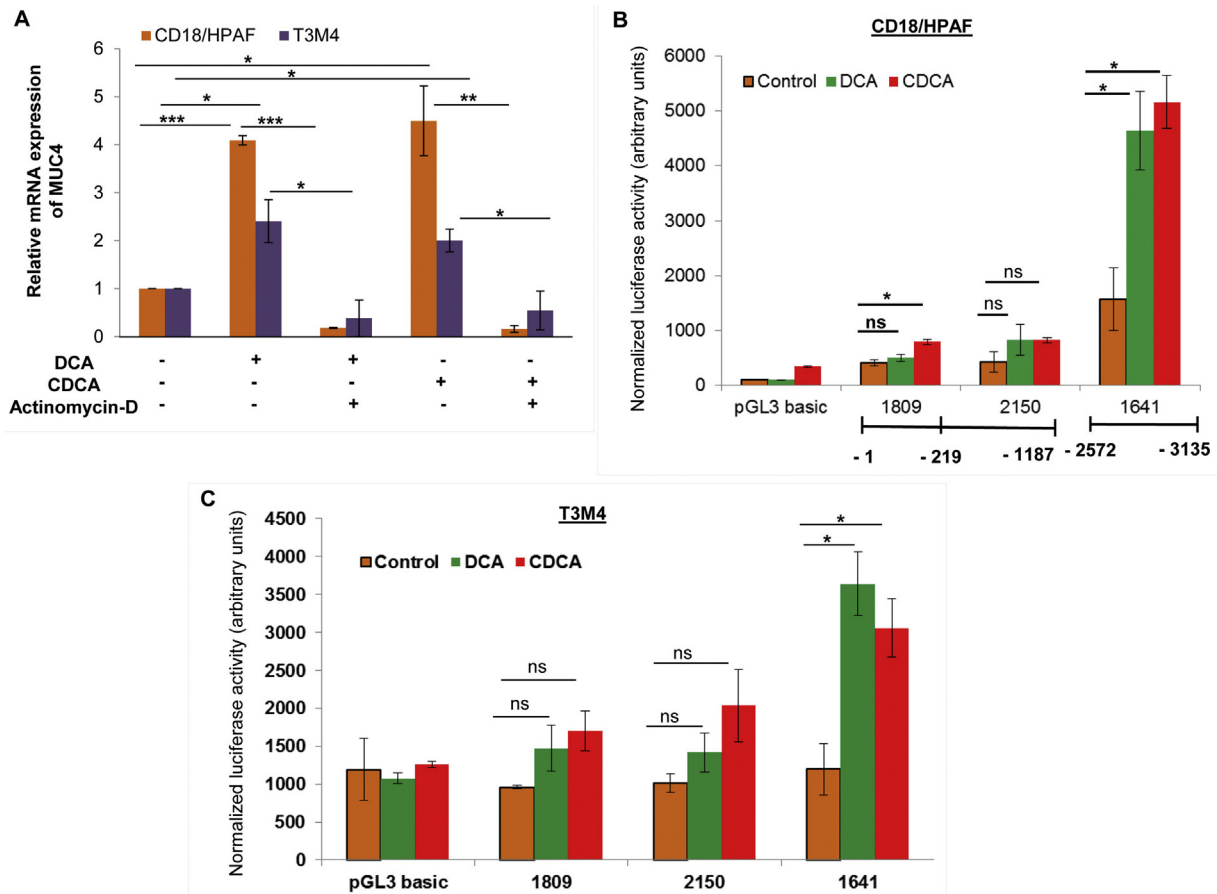 A
CD18/HPAF T3M4
Relative mRNA expression
of MUC4
6
5
4
3
2
1
0
*
*
* **
*** ***
* *
DCA - + + - -
CDCA - - - + +
Actinomycin-D - - + - +
B
CD18/HPAF
Control DCA CDCA
Normalized luciferase activity (arbitrary units)
6000
5000
4000
3000
2000
1000
0
*
*
ns
* ns
ns
pGL3 basic 1809 2150 1641
- 1 - 219 - 1187 - 2572 - 3135
C
T3M4
Control DCA CDCA
Normalized luciferase activity (arbitrary units)
4500
4000
3500
3000
2500
2000
1500
1000
500
0
*
*
ns ns
ns ns
pGL3 basic 1809 2150 1641